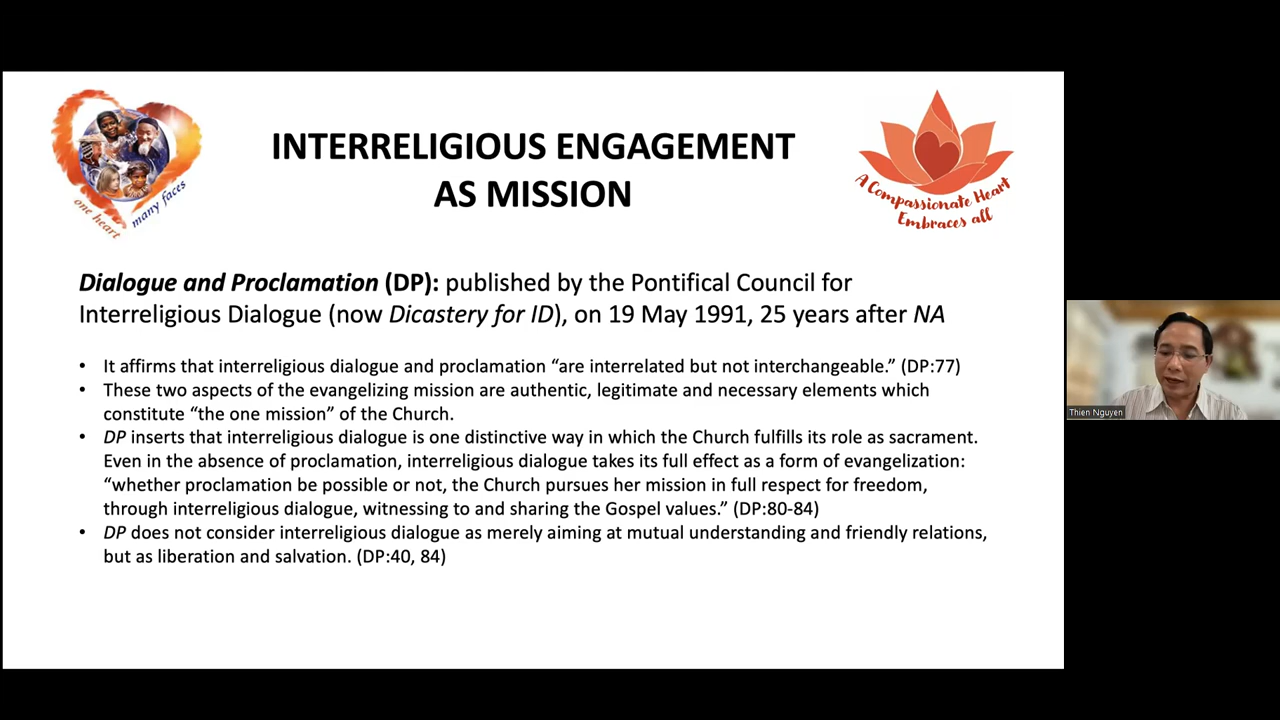 INTERRELIGIOUS ENGAGEMENT
AS MISSION
one heart
many faces
A Compassionate Heart
Embraces all
Dialogue and Proclamation (DP): published by the Pontifical Council for
Interreligious Dialogue (now Dicastery for ID), on 19 May 1991, 25 years after NA
• It affirms that interreligious dialogue and proclamation “are interrelated but not interchangeable.” (DP:77)
• These two aspects of the evangelizing mission are authentic, legitimate and necessary elements which
constitute “the one mission” of the Church.
• DP inserts that interreligious dialogue is one distinctive way in which the Church fulfills its role as sacrament.
Even in the absence of proclamation, interreligious dialogue takes its full effect as a form of evangelization:
“whether proclamation be possible or not, the Church pursues her mission in full respect for freedom,
through interreligious dialogue, witnessing to and sharing the Gospel values.” (DP:80-84)
• DP does not consider interreligious dialogue as merely aiming at mutual understanding and friendly relations,
but as liberation and salvation. (DP:40, 84)
Thien Nguyen